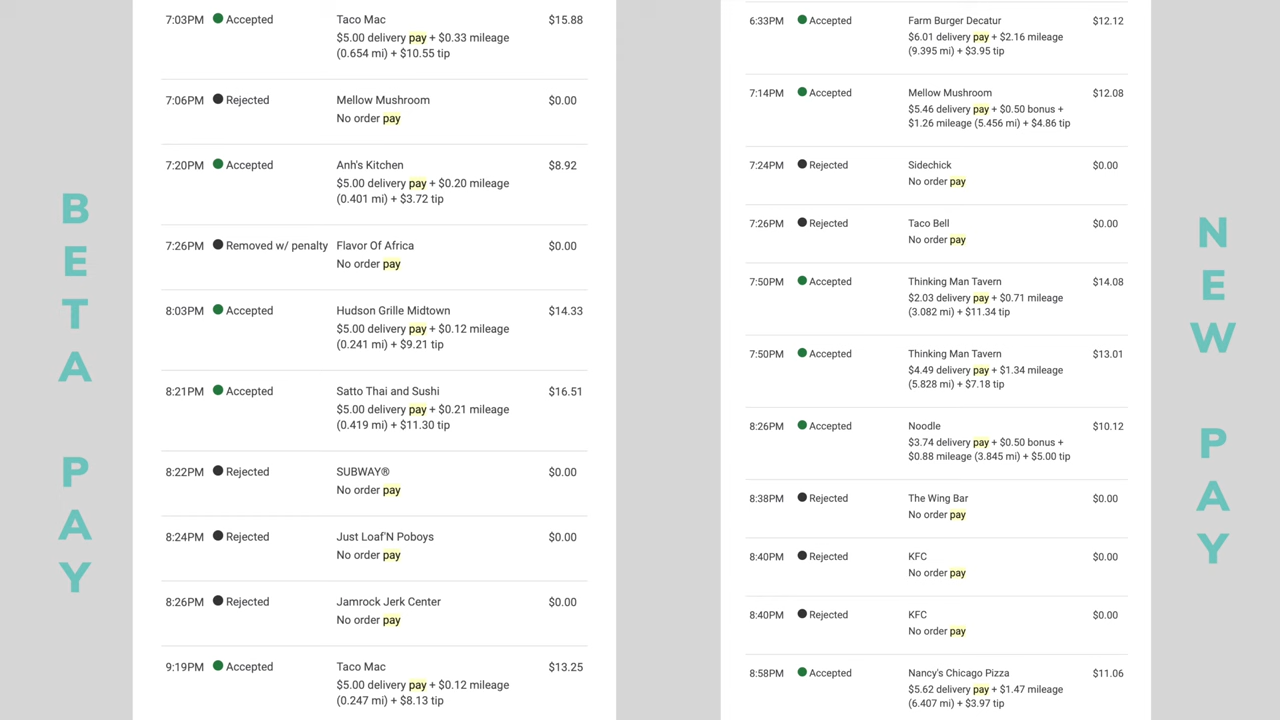 BETA PAY
7:03PM Accepted Taco Mac $15.88
$5.00 delivery pay + $0.33 mileage
(0.654 mi) + $10.55 tip
7:06PM Rejected Mellow Mushroom $0.00
No order pay
7:20PM Accepted Anh's Kitchen $8.92
$5.00 delivery pay + $0.20 mileage
(0.401 mi) + $3.72 tip
7:26PM Removed w/ penalty Flavor Of Africa $0.00
No order pay
8:03PM Accepted Hudson Grille Midtown $14.33
$5.00 delivery pay + $0.12 mileage
(0.241 mi) + $9.21 tip
8:21PM Accepted Satto Thai and Sushi $16.51
$5.00 delivery pay + $0.21 mileage
(0.419 mi) + $11.30 tip
8:22PM Rejected SUBWAY® $0.00
No order pay
8:24PM Rejected Just Loaf'N Poboys $0.00
No order pay
8:26PM Rejected Jamrock Jerk Center $0.00
No order pay
9:19PM Accepted Taco Mac $13.25
$5.00 delivery pay + $0.12 mileage
(0.247 mi) + $8.13 tip
6:33PM Accepted Farm Burger Decatur $12.12
$6.01 delivery pay + $2.16 mileage
(9.395 mi) + $3.95 tip
7:14PM Accepted Mellow Mushroom $12.08
$5.46 delivery pay + $0.50 bonus +
$1.26 mileage (5.456 mi) + $4.86 tip
7:24PM Rejected Sidechick $0.00
No order pay
7:26PM Rejected Taco Bell $0.00
No order pay
7:50PM Accepted Thinking Man Tavern $14.08
$2.03 delivery pay + $0.71 mileage
(3.082 mi) + $11.34 tip
7:50PM Accepted Thinking Man Tavern $13.01
$4.49 delivery pay + $1.34 mileage
(5.828 mi) + $7.18 tip
8:26PM Accepted Noodle $10.12
$3.74 delivery pay + $0.50 bonus +
$0.88 mileage (3.845 mi) + $5.00 tip
8:38PM Rejected The Wing Bar $0.00
No order pay
8:40PM Rejected KFC $0.00
No order pay
8:40PM Rejected KFC $0.00
No order pay
8:58PM Accepted Nancy's Chicago Pizza $11.06
$5.62 delivery pay + $1.47 mileage
(6.407 mi) + $3.97 tip
NEW PAY